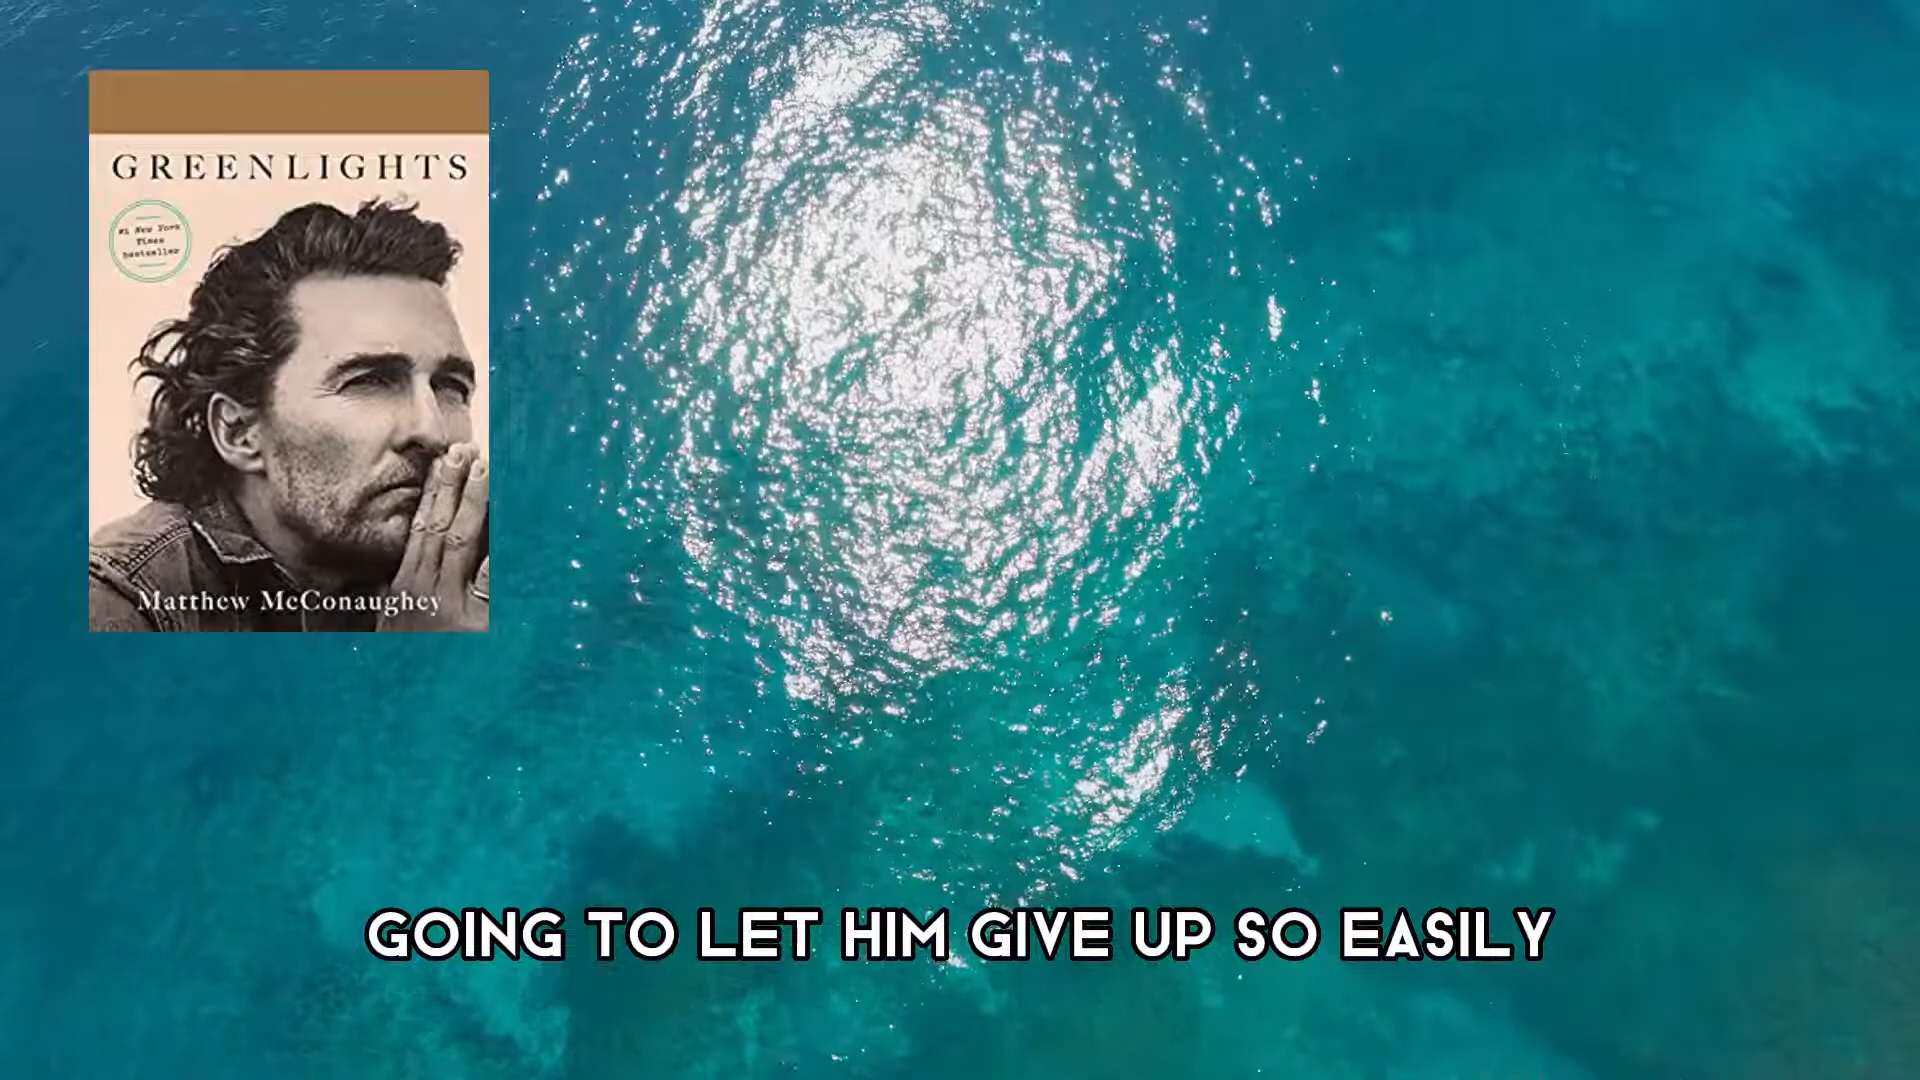 GREENLIGHTS
#1 New York
Times
bestseller
Matthew McConaughey
GOING TO LET HIM GIVE UP SO EASILY